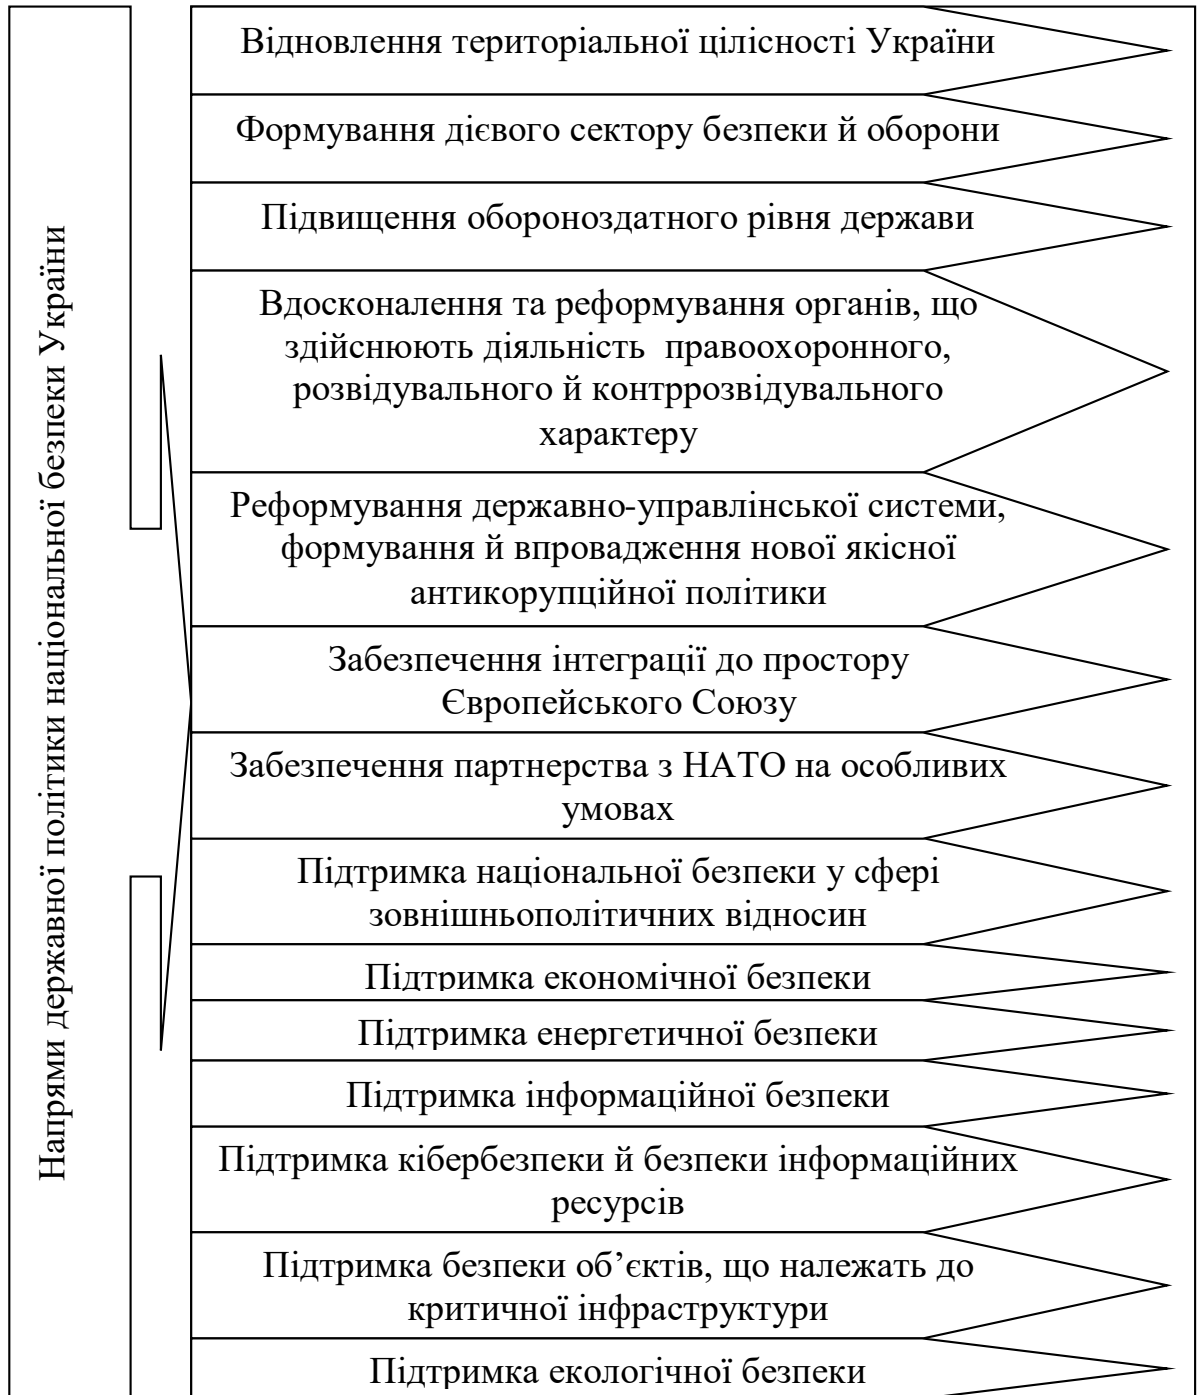 Напрями державної політики національної безпеки України
Відновлення територіальної цілісності України
Формування дієвого сектору безпеки й оборони
Підвищення обороноздатного рівня держави
Вдосконалення та реформування органів, що
здійснюють діяльність правоохоронного,
розвідувального й контррозвідувального
характеру
Реформування державно-управлінської системи,
формування й впровадження нової якісної
антикорупційної політики
Забезпечення інтеграції до простору
Європейського Союзу
Забезпечення партнерства з НАТО на особливих
умовах
Підтримка національної безпеки у сфері
зовнішньополітичних відносин
Підтримка економічної безпеки
Підтримка енергетичної безпеки
Підтримка інформаційної безпеки
Підтримка кібербезпеки й безпеки інформаційних
ресурсів
Підтримка безпеки об’єктів, що належать до
критичної інфраструктури
Підтримка екологічної безпеки